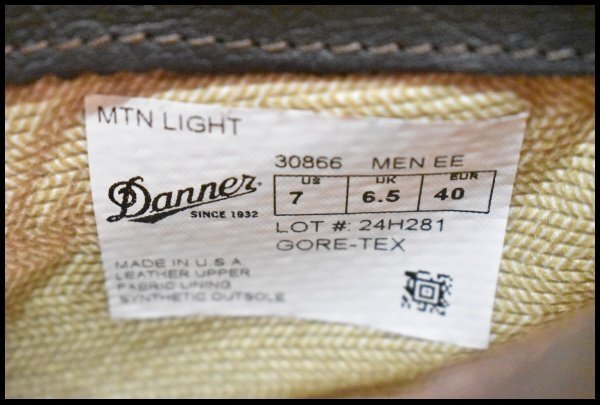 MTN LIGHT
30866 MEN EE
Danner.
SINCE 1932
US UK EUR
7 6.5 40
LOT #: 24H281
GORE-TEX
MADE IN U.S.A
LEATHER UPPER
FABRIC LINING
SYNTHETIC OUTSOLE